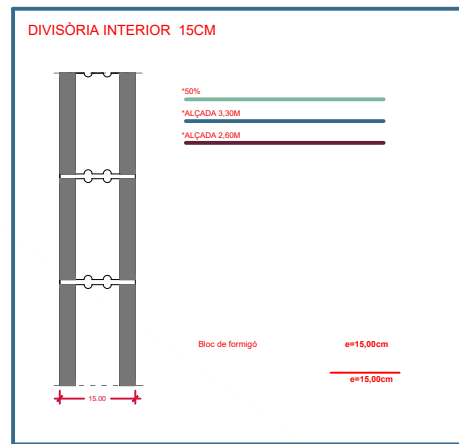 DIVISÒRIA INTERIOR 15CM
*50%
*ALÇADA 3,30M
*ALÇADA 2,60M
Bloc de formigó e=15,00cm
e=15,00cm
15.00